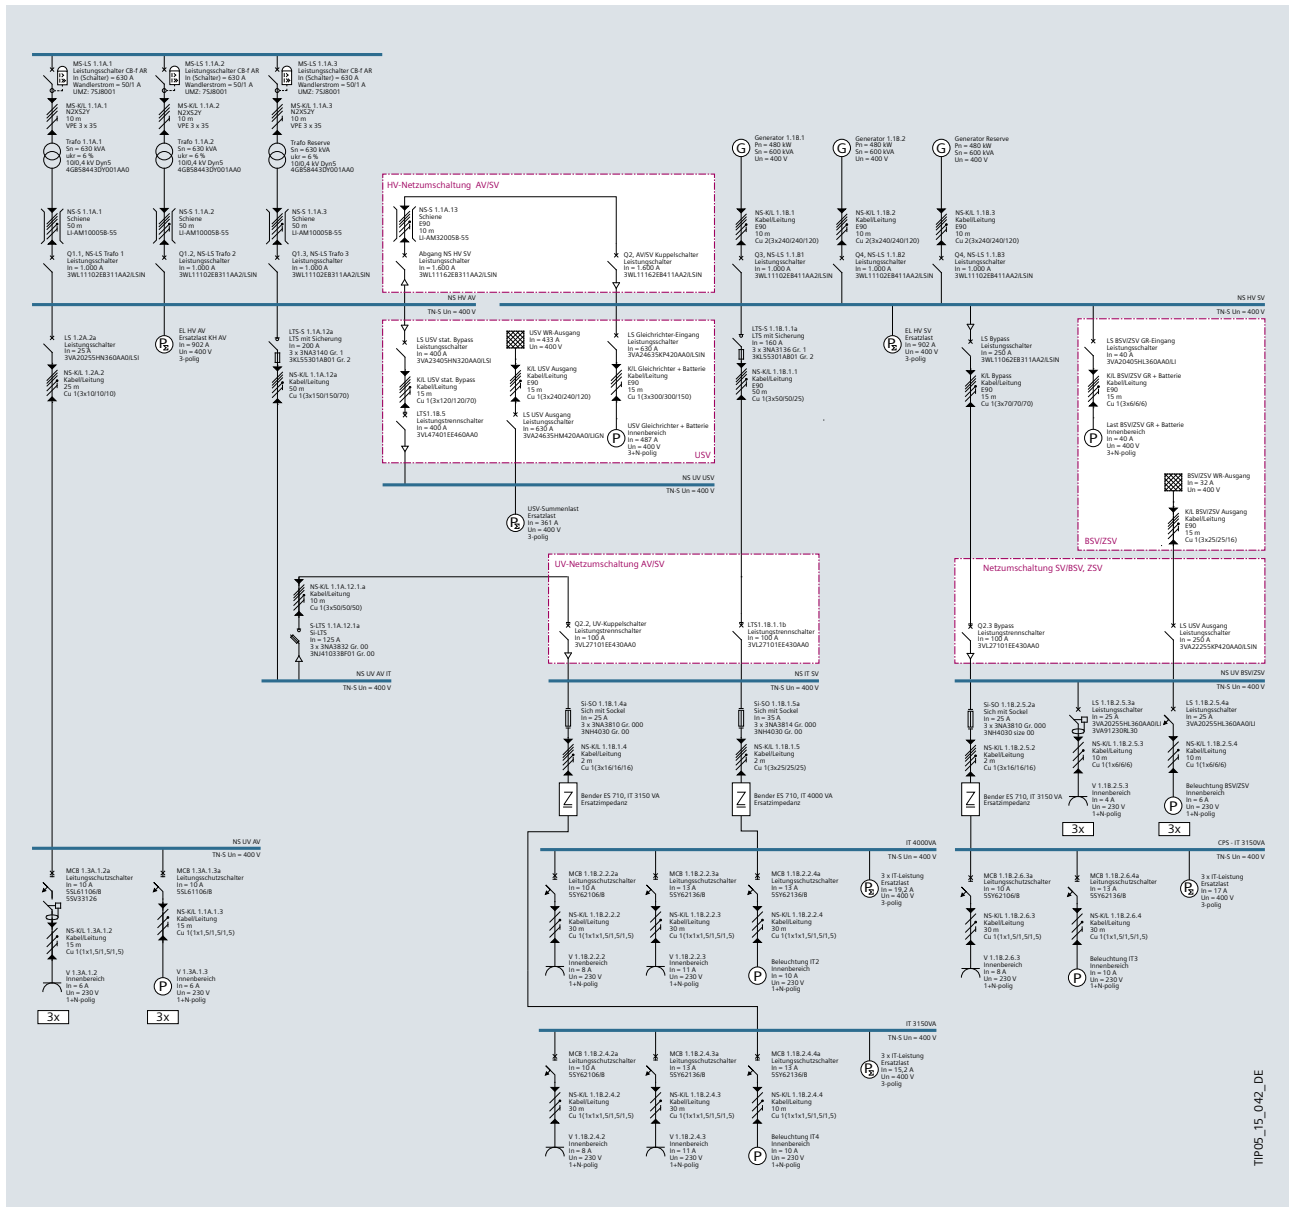 MS-LS 1.1A.1
Leistungsschalter CB-f AR
In (Schalter) = 630 A
Wandlerstrom = 50/1 A
UMZ: 7SJ8001
MS-LS 1.1A.2
Leistungsschalter CB-f AR
In (Schalter) = 630 A
Wandlerstrom = 50/1 A
UMZ: 7SJ8001
MS-LS 1.1A.3
Leistungsschalter CB-f AR
In (Schalter) = 630 A
Wandlerstrom = 50/1 A
UMZ: 7SJ8001
MS-K/L 1.1A.1
N2XS2Y
10 m
VPE 3 x 35
MS-K/L 1.1A.2
N2XS2Y
10 m
VPE 3 x 35
MS-K/L 1.1A.3
N2XS2Y
10 m
VPE 3 x 35
Trafo 1.1A.1
Sn = 630 kVA
ukr = 6 %
10/0,4 kV Dyn5
4GB58443DY001AA0
Trafo 1.1A.2
Sn = 630 kVA
ukr = 6 %
10/0,4 kV Dyn5
4GB58443DY001AA0
Trafo Reserve
Sn = 630 kVA
ukr = 6 %
10/0,4 kV Dyn5
4GB58443DY001AA0
NS-S 1.1A.1
Schiene
50 m
LI-AM10005B-55
NS-S 1.1A.2
Schiene
50 m
LI-AM10005B-55
NS-S 1.1A.3
Schiene
50 m
LI-AM10005B-55
Q1.1, NS-LS Trafo 1
Leistungsschalter
In = 1.000 A
3WL11102EB311AA2/LSIN
Q1.2, NS-LS Trafo 2
Leistungsschalter
In = 1.000 A
3WL11102EB311AA2/LSIN
Q1.3, NS-LS Trafo 3
Leistungsschalter
In = 1.000 A
3WL11102EB311AA2/LSIN
HV-Netzumschaltung AV/SV
NS-S 1.1A.13
Schiene
E90
10 m
LI-AM32005B-55
Abgang NS HV SV
Leistungsschalter
In = 1.600 A
3WL11162EB311AA2/LSIN
Q2, AV/SV Kuppelschalter
Leistungsschalter
In = 1.600 A
3WL11162EB411AA2/LSIN
Generator 1.1B.1
Pn = 480 kW
Sn = 600 kVA
Un = 400 V
Generator 1.1B.2
Pn = 480 kW
Sn = 600 kVA
Un = 400 V
Generator Reserve
Pn = 480 kW
Sn = 600 kVA
Un = 400 V
G
G
G
NS-K/L 1.1B.1
Kabel/Leitung
E90
10 m
Cu 2(3x240/240/120)
NS-K/L 1.1B.2
Kabel/Leitung
E90
10 m
Cu 2(3x240/240/120)
NS-K/L 1.1B.3
Kabel/Leitung
E90
10 m
Cu 2(3x240/240/120)
Q3, NS-LS 1.1.B1
Leistungsschalter
In = 1.000 A
3WL11102EB411AA2/LSIN
Q4, NS-LS 1.1.B2
Leistungsschalter
In = 1.000 A
3WL11102EB411AA2/LSIN
Q4, NS-LS 1.1.B3
Leistungsschalter
In = 1.000 A
3WL11102EB411AA2/LSIN
NS HV AV
TN-S Un = 400 V
NS HV SV
TN-S Un = 400 V
LS 1.2A.2a
Leistungsschalter
In = 25 A
3VA20255HN360AA0/LSI
NS-K/L 1.2A.2
Kabel/Leitung
25 m
Cu 1(3x10/10/10)
EL HV AV
Ersatzlast KH AV
In = 902 A
Un = 400 V
3-polig
PΣ
LTS-S 1.1A.12a
LTS mit Sicherung
In = 200 A
3 x 3NA3140 Gr. 1
3KL55301AB01 Gr. 2
NS-K/L 1.1A.12a
Kabel/Leitung
50 m
Cu 1(3x150/150/70)
LS USV stat. Bypass
Leistungsschalter
In = 400 A
3VA23405HN320AA0/LSI
K/L USV stat. Bypass
Kabel/Leitung
15 m
Cu 1(3x120/120/70)
LTS1.1B.5
Leistungstrennschalter
In = 400 A
3VL47401EE460AA0
USV WR-Ausgang
In = 433 A
Un = 400 V
K/L USV Ausgang
Kabel/Leitung
E90
15 m
Cu 1(3x240/240/120)
LS USV Ausgang
Leistungsschalter
In = 630 A
3VA24635HM420AA0/LIGN
LS Gleichrichter-Eingang
Leistungsschalter
In = 630 A
3VA24635KP420AA0/LSIN
K/L Gleichrichter + Batterie
Kabel/Leitung
E90
15 m
Cu 1(3x300/300/150)
USV Gleichrichter + Batterie
Innenbereich
In = 487 A
Un = 400 V
3+N-polig
P
USV
NS UV USV
TN-S Un = 400 V
USV-Summenlast
Ersatzlast
In = 361 A
Un = 400 V
3-polig
PΣ
LTS-S 1.1B.1.1a
LTS mit Sicherung
In = 160 A
3 x 3NA3136 Gr. 1
3KL55301AB01 Gr. 2
NS-K/L 1.1B.1.1
Kabel/Leitung
E90
50 m
Cu 1(3x50/50/25)
EL HV SV
Ersatzlast
In = 902 A
Un = 400 V
3-polig
PΣ
LS Bypass
Leistungsschalter
In = 250 A
3WL11062EB311AA2/LSIN
K/L Bypass
Kabel/Leitung
E90
15 m
Cu 1(3x70/70/70)
LS BSV/ZSV GR-Eingang
Leistungsschalter
In = 40 A
3VA20405HL360AA0/LI
K/L BSV/ZSV GR + Batterie
Kabel/Leitung
E90
15 m
Cu 1(3x6/6/6)
Last BSV/ZSV GR + Batterie
Innenbereich
In = 40 A
Un = 400 V
3+N-polig
P
BSV/ZSV WR-Ausgang
In = 32 A
Un = 400 V
K/L BSV/ZSV Ausgang
Kabel/Leitung
E90
15 m
Cu 1(3x25/25/16)
BSV/ZSV
UV-Netzumschaltung AV/SV
Q2.2, UV-Kuppelschalter
Leistungstrennschalter
In = 100 A
3VL27101EE430AA0
LTS1.1B.1.1b
Leistungstrennschalter
In = 100 A
3VL27101EE430AA0
Netzumschaltung SV/BSV, ZSV
Q2.3 Bypass
Leistungstrennschalter
In = 100 A
3VL27101EE430AA0
LS USV Ausgang
Leistungsschalter
In = 250 A
3VA22255KP420AA0/LSIN
NS-K/L 1.1A.12.1.a
Kabel/Leitung
10 m
Cu 1(3x50/50/50)
S-LTS 1.1A.12.1a
Si-LTS
In = 125 A
3 x 3NA3832 Gr. 00
3NJ410338F01 Gr. 00
NS UV AV IT
TN-S Un = 400 V
NS IT SV
TN-S Un = 400 V
NS UV BSV/ZSV
TN-S Un = 400 V
Si-SO 1.1B.1.4a
Sich mit Sockel
In = 25 A
3 x 3NA3810 Gr. 000
3NH4030 Gr. 00
NS-K/L 1.1B.1.4
Kabel/Leitung
2 m
Cu 1(3x16/16/16)
Z
Bender ES 710, IT 3150 VA
Ersatzimpedanz
Si-SO 1.1B.1.5a
Sich mit Sockel
In = 35 A
3 x 3NA3814 Gr. 000
3NH4030 Gr. 00
NS-K/L 1.1B.1.5
Kabel/Leitung
2 m
Cu 1(3x25/25/25)
Z
Bender ES 710, IT 4000 VA
Ersatzimpedanz
Si-SO 1.1B.2.5.2a
Sich mit Sockel
In = 25 A
3 x 3NA3810 Gr. 000
3NH4030 size 00
NS-K/L 1.1B.2.5.2
Kabel/Leitung
2 m
Cu 1(3x16/16/16)
Z
Bender ES 710, IT 3150 VA
Ersatzimpedanz
LS 1.1B.2.5.3a
Leistungsschalter
In = 25 A
3VA20255HL360AA0/LI
3VA91230RL30
NS-K/L 1.1B.2.5.3
Kabel/Leitung
10 m
Cu 1(1x6/6/6)
V 1.1B.2.5.3
Innenbereich
In = 4 A
Un = 230 V
1+N-polig
3x
LS 1.1B.2.5.4a
Leistungsschalter
In = 25 A
3VA20255HL360AA0/LI
NS-K/L 1.1B.2.5.4
Kabel/Leitung
10 m
Cu 1(1x6/6/6)
P
Beleuchtung BSV/ZSV
Innenbereich
In = 6 A
Un = 230 V
1+N-polig
3x
NS UV AV
TN-S Un = 400 V
MCB 1.3A.1.2a
Leitungsschutzschalter
In = 10 A
5SL61106/B
5SV33126
NS-K/L 1.3A.1.2
Kabel/Leitung
15 m
Cu 1(1x1,5/1,5/1,5)
V 1.3A.1.2
Innenbereich
In = 6 A
Un = 230 V
1+N-polig
3x
MCB 1.3A.1.3a
Leitungsschutzschalter
In = 10 A
5SL61106/B
NS-K/L 1.1A.1.3
Kabel/Leitung
15 m
Cu 1(1x1,5/1,5/1,5)
P
V 1.3A.1.3
Innenbereich
In = 6 A
Un = 230 V
1+N-polig
3x
IT 4000VA
TN-S Un = 400 V
MCB 1.1B.2.2.2a
Leitungsschutzschalter
In = 10 A
5SY62106/B
NS-K/L 1.1B.2.2.2
Kabel/Leitung
30 m
Cu 1(1x1x1,5/1,5/1,5)
V 1.1B.2.2.2
Innenbereich
In = 8 A
Un = 230 V
1+N-polig
MCB 1.1B.2.2.3a
Leitungsschutzschalter
In = 13 A
5SY62136/B
NS-K/L 1.1B.2.2.3
Kabel/Leitung
30 m
Cu 1(1x1x1,5/1,5/1,5)
V 1.1B.2.2.3
Innenbereich
In = 11 A
Un = 230 V
1+N-polig
MCB 1.1B.2.2.4a
Leitungsschutzschalter
In = 13 A
5SY62136/B
NS-K/L 1.1B.2.2.4
Kabel/Leitung
30 m
Cu 1(1x1x1,5/1,5/1,5)
P
Beleuchtung IT2
Innenbereich
In = 10 A
Un = 230 V
1+N-polig
PΣ
3 x IT-Leistung
Ersatzlast
In = 19,2 A
Un = 400 V
3-polig
CPS - IT 3150VA
TN-S Un = 400 V
MCB 1.1B.2.6.3a
Leitungsschutzschalter
In = 10 A
5SY62106/B
NS-K/L 1.1B.2.6.3
Kabel/Leitung
30 m
Cu 1(1x1x1,5/1,5/1,5)
V 1.1B.2.6.3
Innenbereich
In = 8 A
Un = 230 V
1+N-polig
MCB 1.1B.2.6.4a
Leitungsschutzschalter
In = 13 A
5SY62136/B
NS-K/L 1.1B.2.6.4
Kabel/Leitung
30 m
Cu 1(1x1x1,5/1,5/1,5)
P
Beleuchtung IT3
Innenbereich
In = 10 A
Un = 230 V
1+N-polig
PΣ
3 x IT-Leistung
Ersatzlast
In = 17 A
Un = 400 V
3-polig
IT 3150VA
TN-S Un = 400 V
MCB 1.1B.2.4.2a
Leitungsschutzschalter
In = 10 A
5SY62106/B
NS-K/L 1.1B.2.4.2
Kabel/Leitung
30 m
Cu 1(1x1x1,5/1,5/1,5)
V 1.1B.2.4.2
Innenbereich
In = 8 A
Un = 230 V
1+N-polig
MCB 1.1B.2.4.3a
Leitungsschutzschalter
In = 13 A
5SY62136/B
NS-K/L 1.1B.2.4.3
Kabel/Leitung
30 m
Cu 1(1x1x1,5/1,5/1,5)
V 1.1B.2.4.3
Innenbereich
In = 11 A
Un = 230 V
1+N-polig
MCB 1.1B.2.4.4a
Leitungsschutzschalter
In = 13 A
5SY62136/B
NS-K/L 1.1B.2.4.4
Kabel/Leitung
10 m
Cu 1(1x1x1,5/1,5/1,5)
P
Beleuchtung IT4
Innenbereich
In = 10 A
Un = 230 V
1+N-polig
PΣ
3 x IT-Leistung
Ersatzlast
In = 15,2 A
Un = 400 V
3-polig
TIP05_15_042_DE